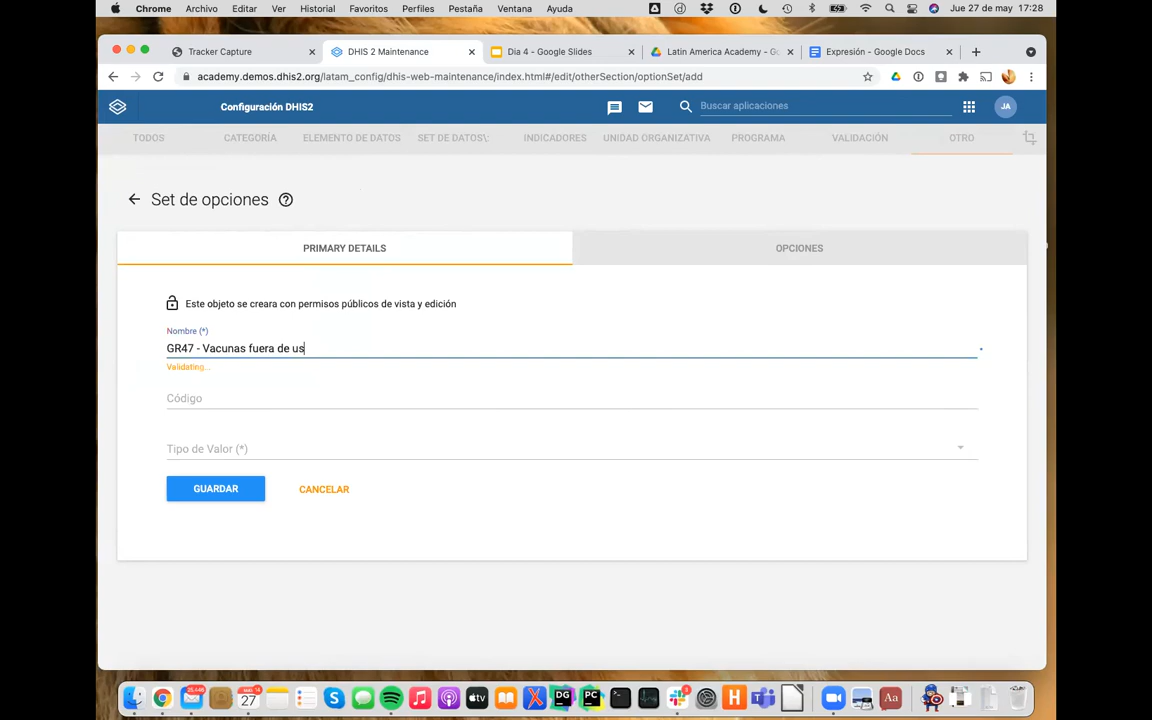 Chrome Archivo Editar Ver Historial Favoritos Perfiles Pestaña Ventana Ayuda Jue 27 de may 17:28
Tracker Capture DHIS 2 Maintenance Dia 4 - Google Slides Latin America Academy - Go Expresión - Google Docs
academy.demos.dhis2.org/latam_config/dhis-web-maintenance/index.html#/edit/otherSection/optionSet/add
Configuración DHIS2 Buscar aplicaciones JA
TODOS CATEGORÍA ELEMENTO DE DATOS SET DE DATOS\: INDICADORES UNIDAD ORGANIZATIVA PROGRAMA VALIDACIÓN OTRO
Set de opciones
PRIMARY DETAILS OPCIONES
Este objeto se creara con permisos públicos de vista y edición
Nombre (*)
GR47 - Vacunas fuera de us
Validating...
Código
Tipo de Valor (*)
GUARDAR CANCELAR